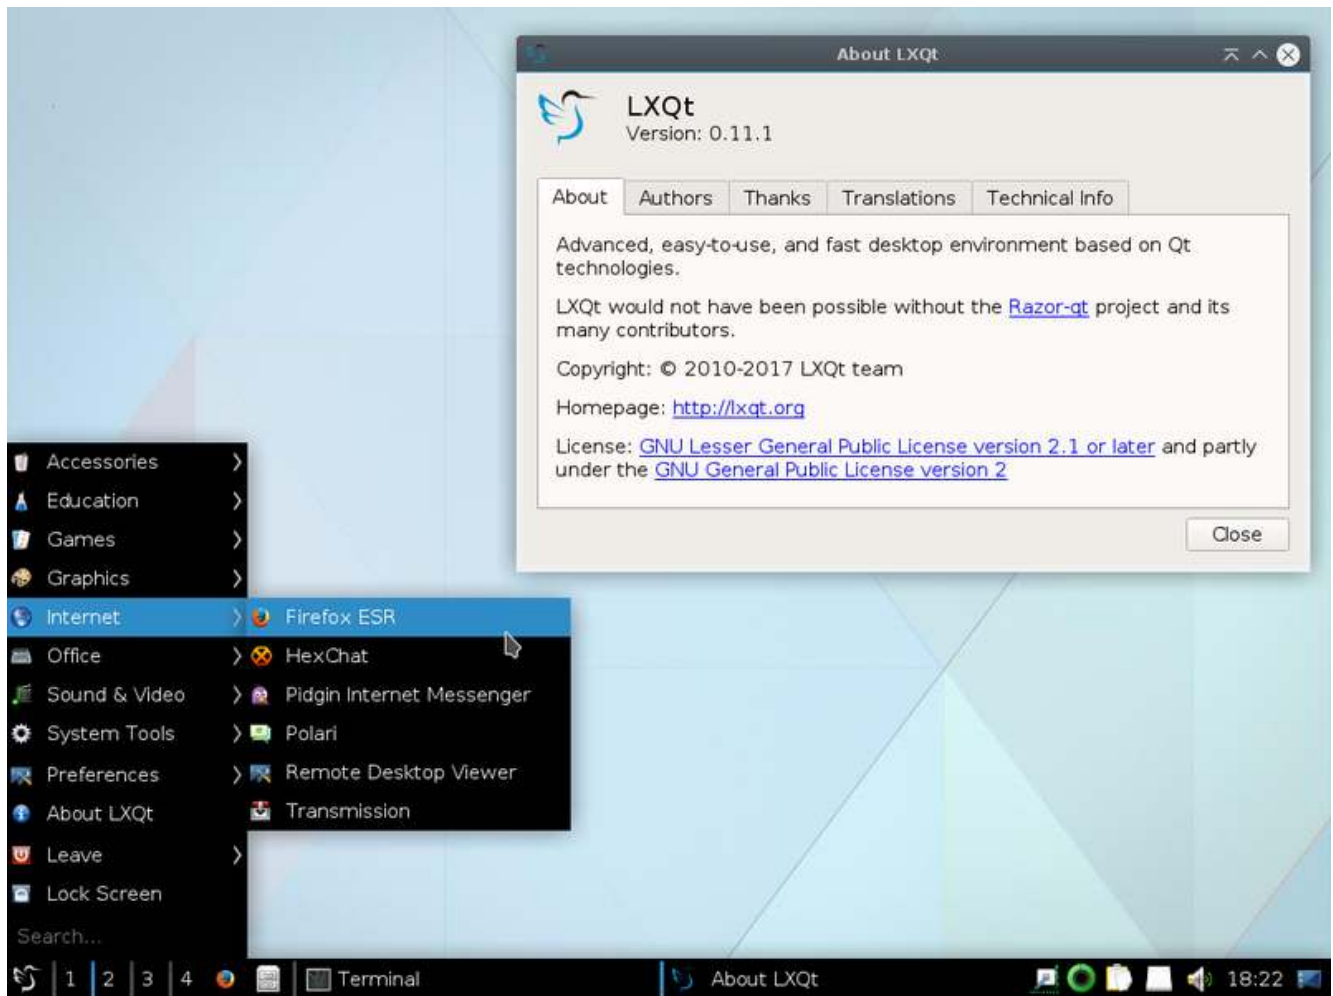 About LXQt
LXQt
Version: 0.11.1
About Authors Thanks Translations Technical Info
Advanced, easy-to-use, and fast desktop environment based on Qt
technologies.
LXQt would not have been possible without the Razor-qt project and its
many contributors.
Copyright: © 2010-2017 LXQt team
Homepage: http://lxqt.org
License: GNU Lesser General Public License version 2.1 or later and partly
under the GNU General Public License version 2
Close
Accessories
Education
Games
Graphics
Internet
Office
Sound & Video
System Tools
Preferences
About LXQt
Leave
Lock Screen
Search...
Firefox ESR
HexChat
Pidgin Internet Messenger
Polari
Remote Desktop Viewer
Transmission
1 2 3 4 Terminal About LXQt 18:22